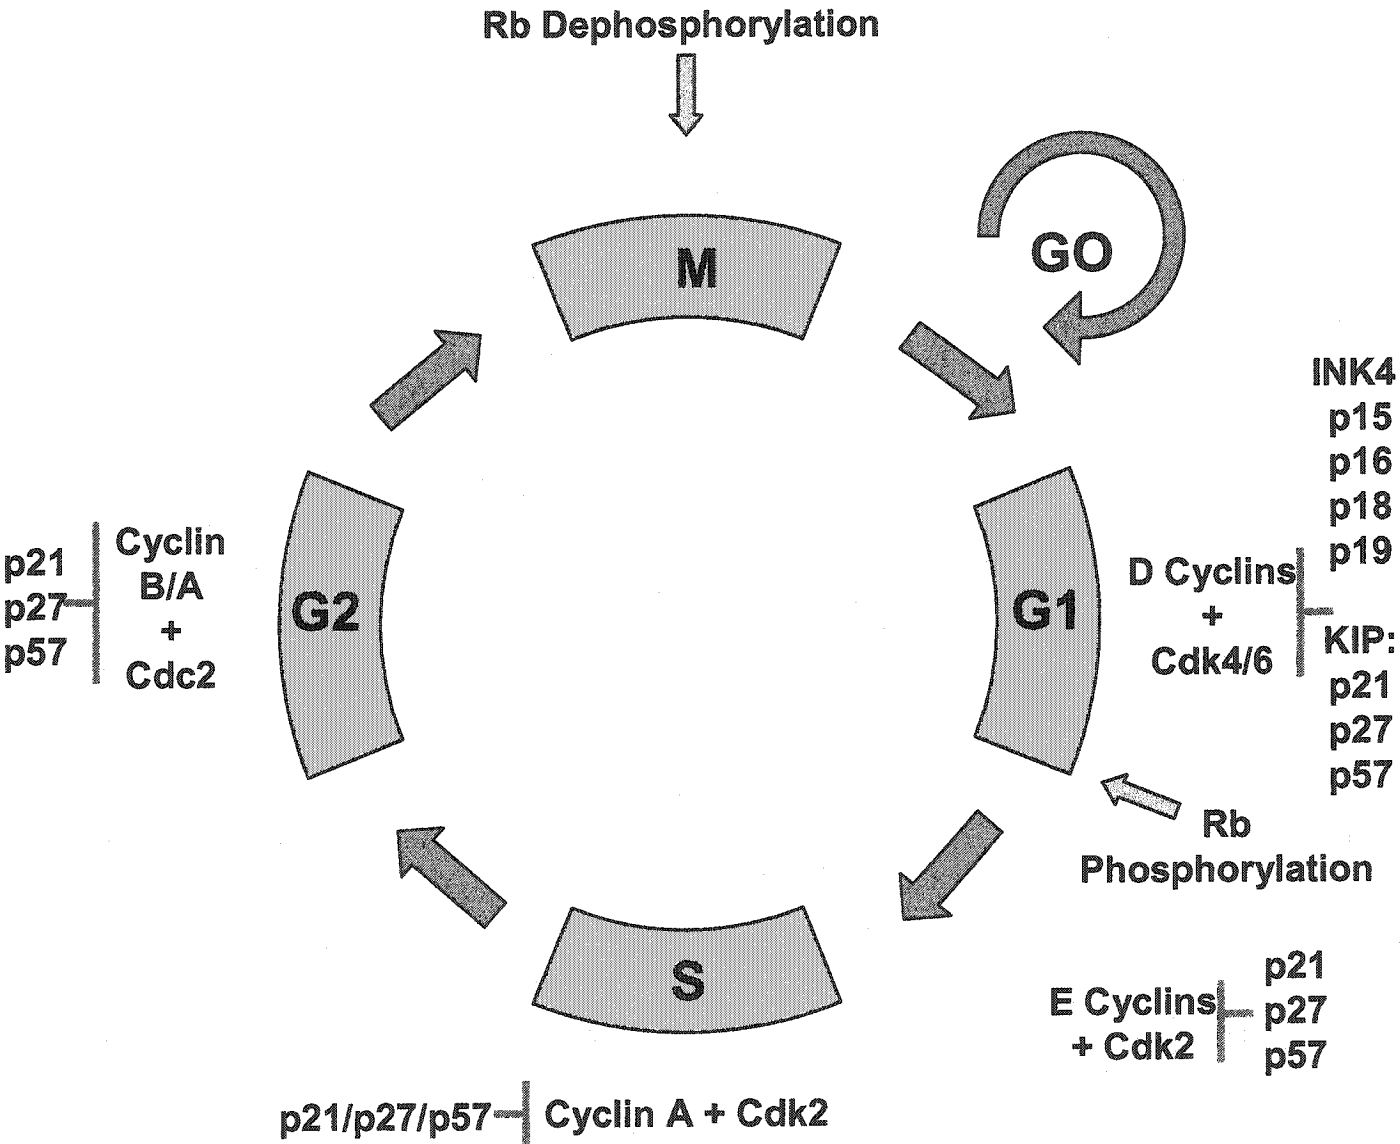 Rb Dephosphorylation
M
GO
INK4
p15
p16
p18
p19
D Cyclins
+
Cdk4/6
KIP:
p21
p27
p57
G1
Cyclin
B/A
+
Cdc2
p21
p27
p57
G2
Rb
Phosphorylation
S
E Cyclins
+ Cdk2
p21
p27
p57
p21/p27/p57
Cyclin A + Cdk2